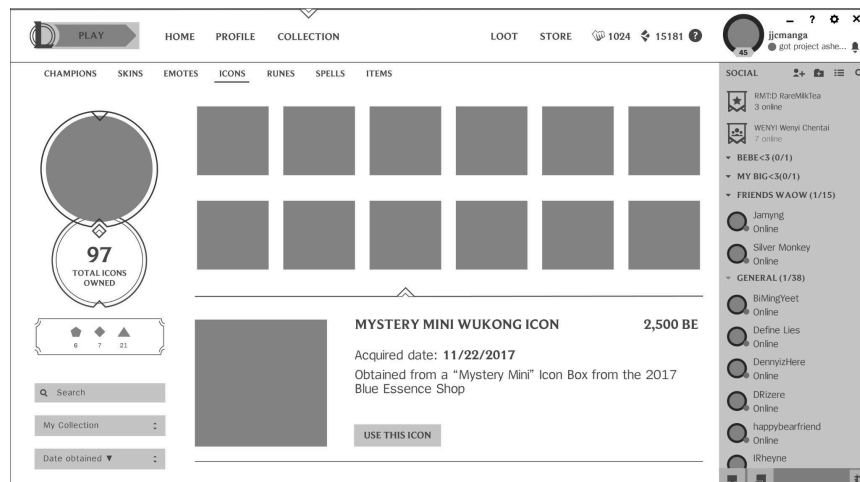 PLAY
HOME PROFILE COLLECTION
LOOT STORE 1024 15181 ?
? ×
jjcmanga
45
got project ashe...
CHAMPIONS SKINS EMOTES ICONS RUNES SPELLS ITEMS
97
TOTAL ICONS
OWNED
6 7 21
Search
My Collection
Date obtained ▼
MYSTERY MINI WUKONG ICON 2,500 BE
Acquired date: 11/22/2017
Obtained from a “Mystery Mini” Icon Box from the 2017
Blue Essence Shop
USE THIS ICON
SOCIAL
RMT:D RareMilkTea
3 online
WENYI Wenyi Chentai
7 online
BEBE<3 (0/1)
MY BIG<3(0/1)
FRIENDS WAOW (1/15)
Jamyng
Online
Silver Monkey
Online
GENERAL (1/38)
BiMingYeet
Online
Define Lies
Online
DennyizHere
Online
DRizere
Online
happybearfriend
Online
IRheyne